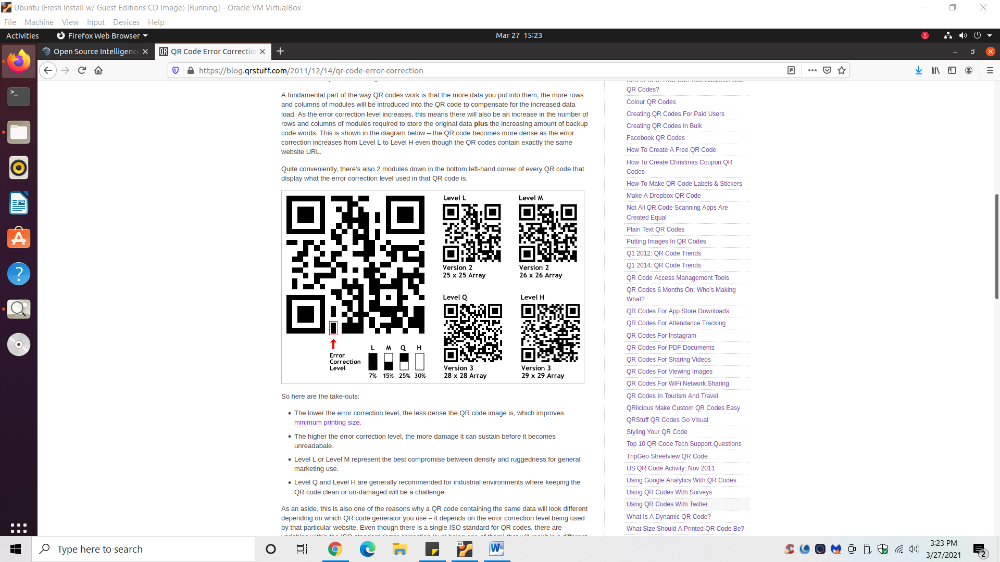 Ubuntu (Fresh Install w/ Guest Editions CD Image) [Running] - Oracle VM VirtualBox
File Machine View Input Devices Help
Activities Firefox Web Browser Mar 27 15:23
Open Source Intelligence QR Code Error Correctio
https://blog.qrstuff.com/2011/12/14/qr-code-error-correction
A fundamental part of the way QR codes work is that the more data you put into them, the more rows
and columns of modules will be introduced into the QR code to compensate for the increased data
load. As the error correction level increases, this means there will also be an increase in the number of
rows and columns of modules required to store the original data plus the increasing amount of backup
code words. This is shown in the diagram below – the QR code becomes more dense as the error
correction increases from Level L to Level H even though the QR codes contain exactly the same
website URL.
Quite conveniently, there's also 2 modules down in the bottom left-hand corner of every QR code that
display what the error correction level used in that QR code is.
Level L
Version 2
25 x 25 Array
Level M
Version 2
26 x 26 Array
Level Q
Version 3
28 x 28 Array
Level H
Version 3
29 x 29 Array
Error
Correction
Level
L M Q H
7% 15% 25% 30%
So here are the take-outs:
• The lower the error correction level, the less dense the QR code image is, which improves
minimum printing size.
• The higher the error correction level, the more damage it can sustain before it becomes
unreadabale.
• Level L or Level M represent the best compromise between density and ruggedness for general
marketing use.
• Level Q and Level H are generally recommended for industrial environments where keeping the
QR code clean or un-damaged will be a challenge.
As an aside, this is also one of the reasons why a QR code containing the same data will look different
depending on which QR code generator you use – it depends on the error correction level being used
by that particular website. Even though there is a single ISO standard for QR codes, there are
variables within the ISO standard (error correction level being one of them) that will result in a different
B2B or B2C: How Can Your Business Use
QR Codes?
Colour QR Codes
Creating QR Codes For Paid Users
Creating QR Codes In Bulk
Facebook QR Codes
How To Create A Free QR Code
How To Create Christmas Coupon QR
Codes
How To Make QR Code Labels & Stickers
Make A Dropbox QR Code
Not All QR Code Scanning Apps Are
Created Equal
Plain Text QR Codes
Putting Images In QR Codes
Q1 2012: QR Code Trends
Q1 2014: QR Code Trends
QR Code Access Management Tools
QR Codes 6 Months On: Who's Making
What?
QR Codes For App Store Downloads
QR Codes For Attendance Tracking
QR Codes For Instagram
QR Codes For PDF Documents
QR Codes For Sharing Videos
QR Codes For Viewing Images
QR Codes For WiFi Network Sharing
QR Codes In Tourism And Travel
QRlicious Make Custom QR Codes Easy
QRStuff QR Codes Go Visual
Styling Your QR Code
Top 10 QR Code Tech Support Questions
TripGeo Streetview QR Code
US QR Code Activity: Nov 2011
Using Google Analytics With QR Codes
Using QR Codes With Surveys
Using QR Codes With Twitter
What Is A Dynamic QR Code?
What Size Should A Printed QR Code Be?
Type here to search
3:23 PM
3/27/2021
2